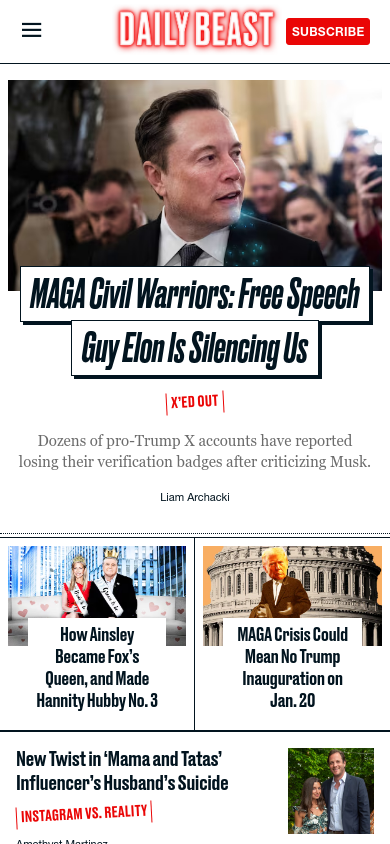 DAILY BEAST
SUBSCRIBE
MAGA Civil Warriors: Free Speech
Guy Elon Is Silencing Us
X'ED OUT
Dozens of pro-Trump X accounts have reported
losing their verification badges after criticizing Musk.
Liam Archacki
How Ainsley
Became Fox's
Queen, and Made
Hannity Hubby No. 3
MAGA Crisis Could
Mean No Trump
Inauguration on
Jan. 20
New Twist in ‘Mama and Tatas’
Influencer's Husband's Suicide
INSTAGRAM VS. REALITY
Amethyst Martinez